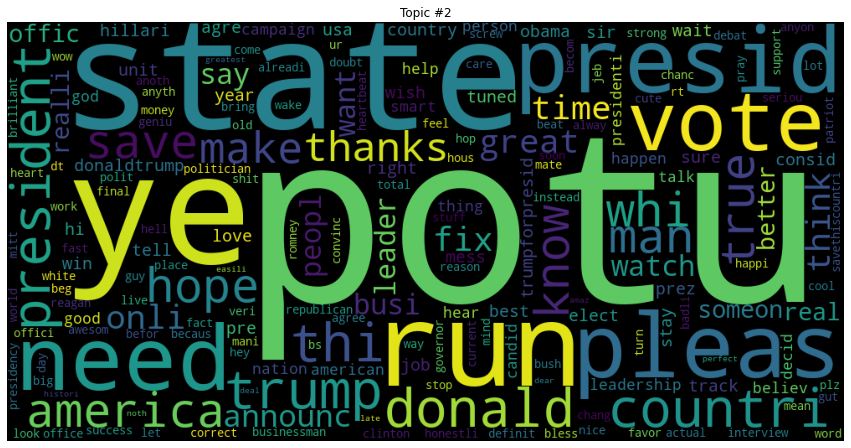 Topic #2
offic
hillari
agre
campaign
usa
country
person
sir
obama
wait
strong
debat
anyon
state
presid
wow
unit
anoth
ur
say
year
god
anyth
money
geniu
greatest
come
bring
alreadi
wake
old
doubt
heartbeat
screw
care
feel
help
wish
smart
tuned
time
jeb
rt
chanc
becom
pray
support
lot
seriou
cute
presidenti
vote
patriot
brilliant
realli
president
save
make
thanks
want
great
hop
hous
beat
alway
happen
sure
consid
heart
dt
polit
donaldtrump
politician
shit
right
total
mate
instead
talk
true
better
think
savethiscountri
final
work
hi
hell
tell
love
romney
peopl
convinc
thing
stuff
mess
reason
leader
fix
trumpforpresid
know
whi
man
watch
happi
cool
ye
potu
mitt
fast
win
guy
place
easili
white
beg
reagan
world
hope
live
veri
republican
busi
amaz
prez
badli
someon
real
good
awesom
offici
befor
becaus
onli
fact
pre
mani
hey
bs
agree
way
hear
best
governor
current
mind
candid
bush
elect
stay
turn
decid
perfect
presidency
day
big
histori
need
nation
american
thi
job
stop
run
dear
pleas
leadership
track
believ
plz
mean
gut
america
announc
trump
deal
noth
late
donald
chang
countri
look
office
success
let
correct
businessman
clinton
honestli
definit
bless
nice
favor
actual
interview
word